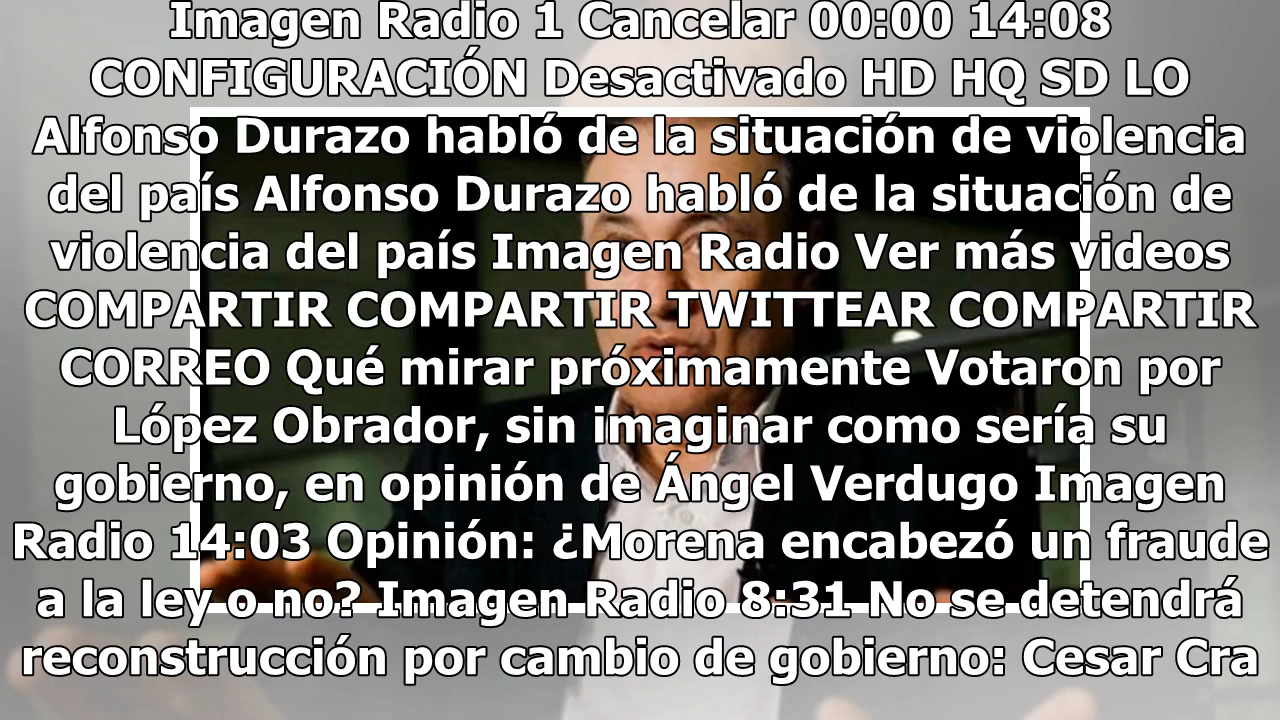 Imagen Radio 1 Cancelar 00:00 14:08
CONFIGURACIÓN Desactivado HD HQ SD LO
Alfonso Durazo habló de la situación de violencia
del país Alfonso Durazo habló de la situación de
violencia del país Imagen Radio Ver más videos
COMPARTIR COMPARTIR TWITTEAR COMPARTIR
CORREO Qué mirar próximamente Votaron por
López Obrador, sin imaginar como sería su
gobierno, en opinión de Ángel Verdugo Imagen
Radio 14:03 Opinión: ¿Morena encabezó un fraude
a la ley o no? Imagen Radio 8:31 No se detendrá
reconstrucción por cambio de gobierno: Cesar Cra